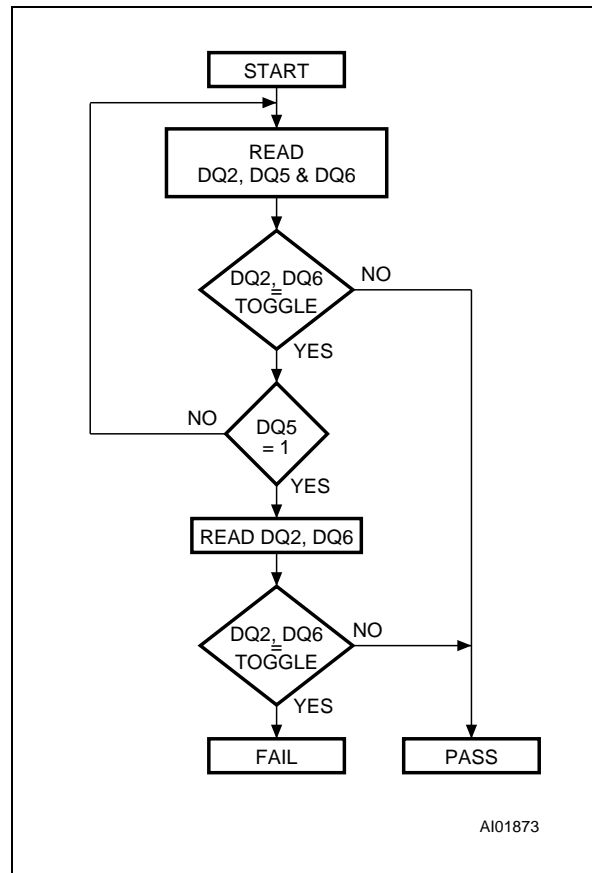 START
READ
DQ2, DQ5 & DQ6
DQ2, DQ6
=
TOGGLE
NO
YES
NO
DQ5
= 1
YES
READ DQ2, DQ6
DQ2, DQ6
=
TOGGLE
NO
YES
FAIL
PASS
AI01873